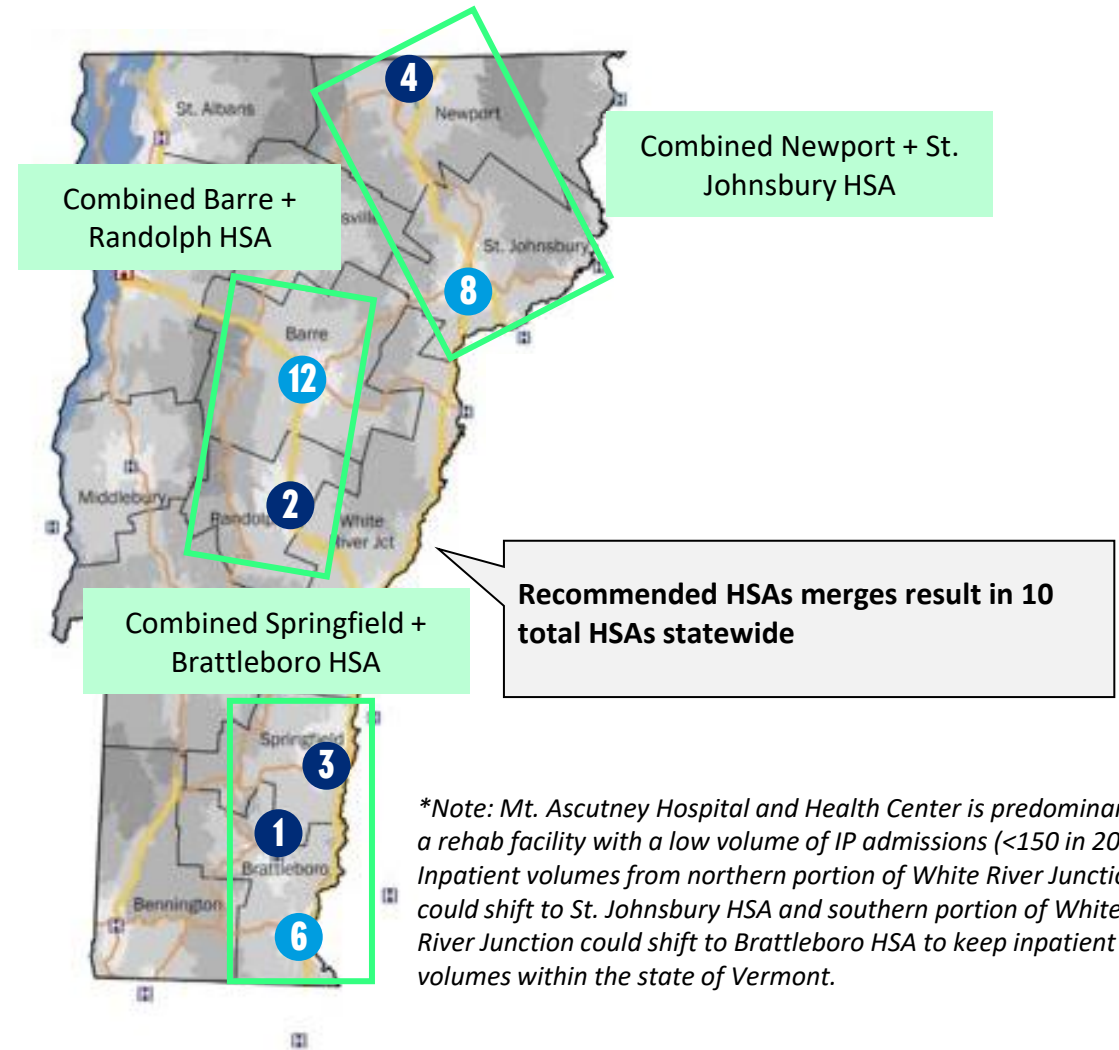 4
St. Albans
Newport
Combined Newport + St.
Johnsbury HSA
Combined Barre +
Randolph HSA
St. Johnsbury
8
Barre
12
Middlebury
2
White
River Jct
Recommended HSAs merges result in 10
total HSAs statewide
Combined Springfield +
Brattleboro HSA
Springfield
3
1
Brattleboro
Bennington
6
*Note: Mt. Ascutney Hospital and Health Center is
a rehab facility with a low volume of IP admissions (<150 in
Inpatient volumes from northern portion of White River
could shift to St. Johnsbury HSA and southern portion of White
River Junction could shift to Brattleboro HSA to keep inpatient
volumes within the state of Vermont.